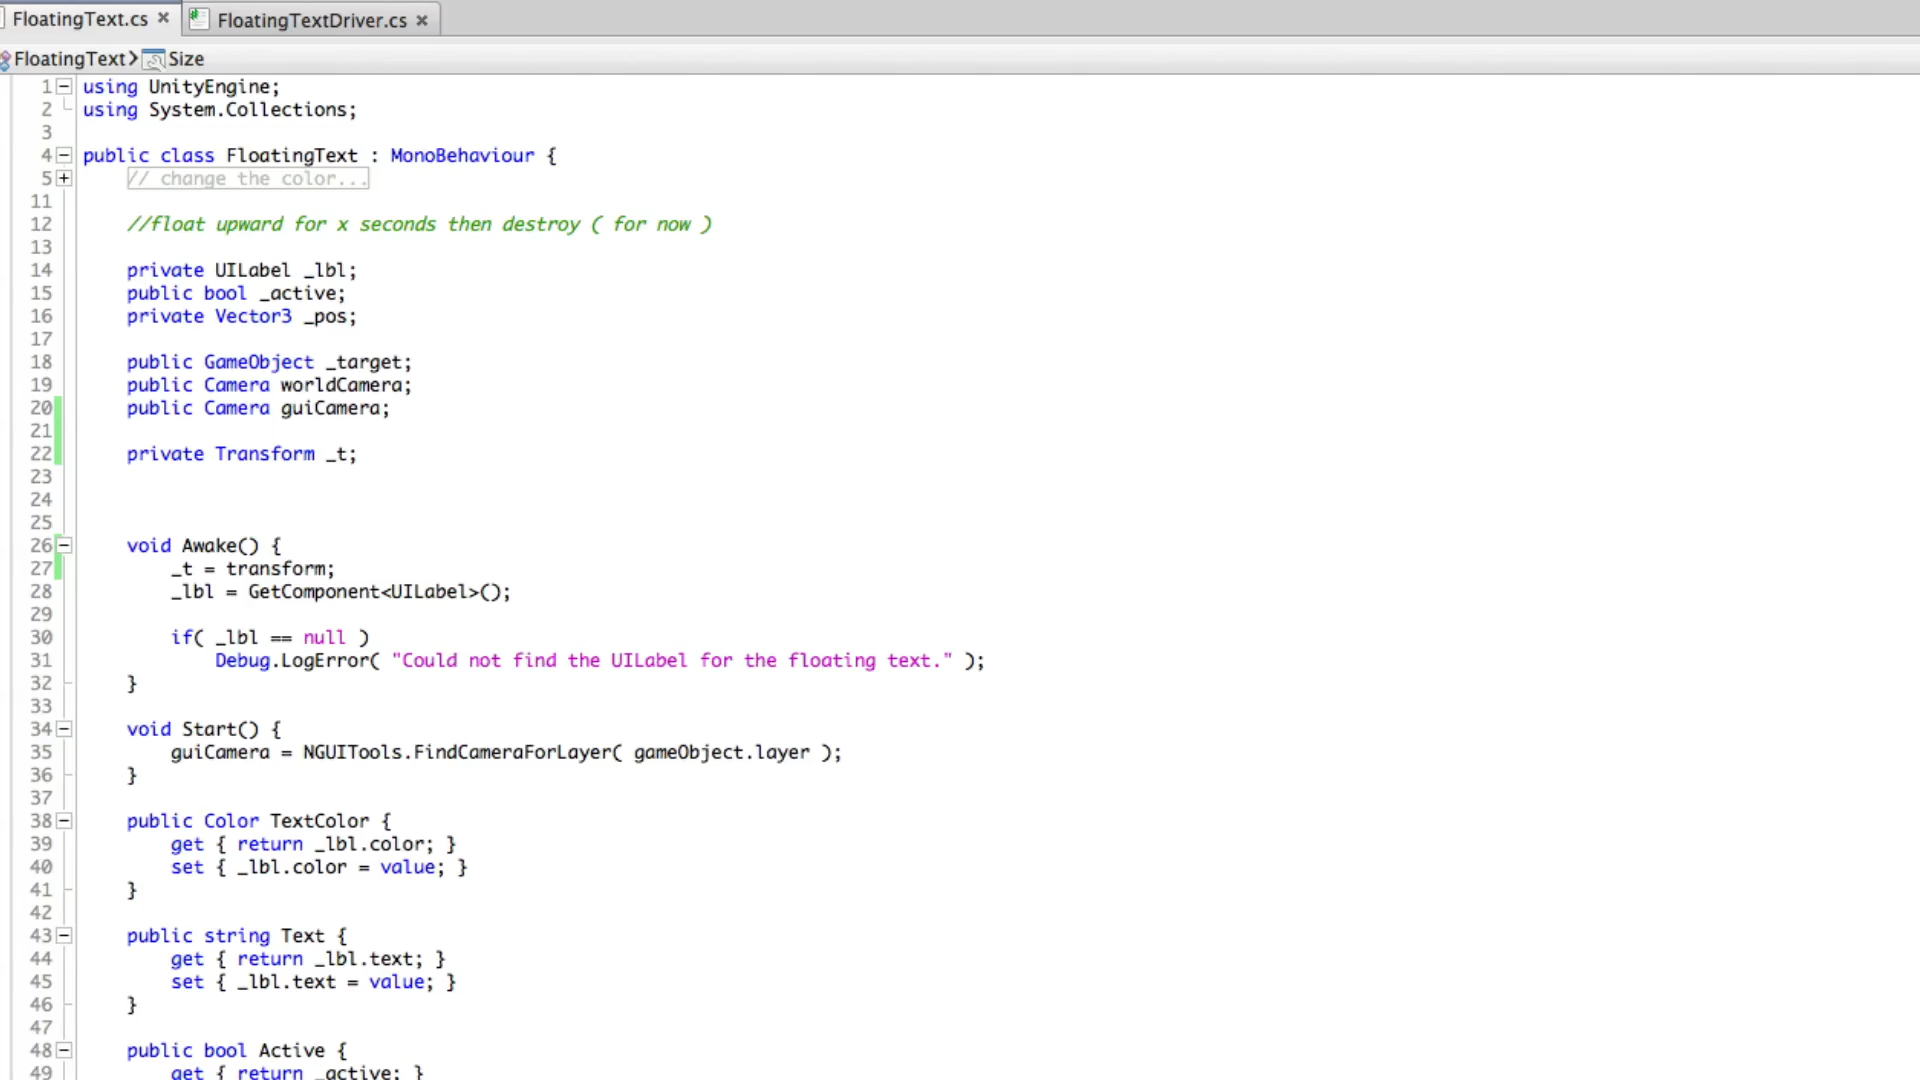 FloatingText.cs × FloatingTextDriver.cs ×
FloatingText Size
1 using UnityEngine;
2 using System.Collections;
3
4 public class FloatingText : MonoBehaviour {
5 // change the color...
11
12 //float upward for x seconds then destroy ( for now )
13
14 private UILabel _lbl;
15 public bool _active;
16 private Vector3 _pos;
17
18 public GameObject _target;
19 public Camera worldCamera;
20 public Camera guiCamera;
21
22 private Transform _t;
23
24
25
26 void Awake() {
27 _t = transform;
28 _lbl = GetComponent<UILabel>();
29
30 if( _lbl == null )
31 Debug.LogError( "Could not find the UILabel for the floating text." );
32 }
33
34 void Start() {
35 guiCamera = NGUITools.FindCameraForLayer( gameObject.layer );
36 }
37
38 public Color TextColor {
39 get { return _lbl.color; }
40 set { _lbl.color = value; }
41 }
42
43 public string Text {
44 get { return _lbl.text; }
45 set { _lbl.text = value; }
46 }
47
48 public bool Active {
49 get { return _active; }